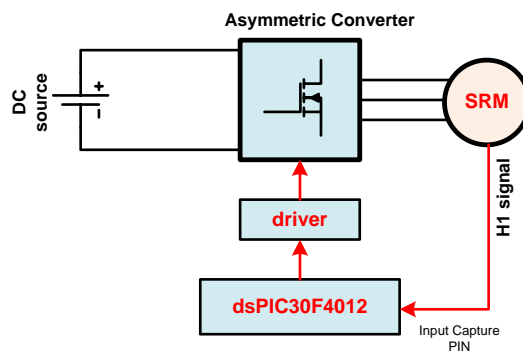 Asymmetric Converter
DC
source
+
−
SRM
H1 signal
driver
dsPIC30F4012
Input Capture
PIN